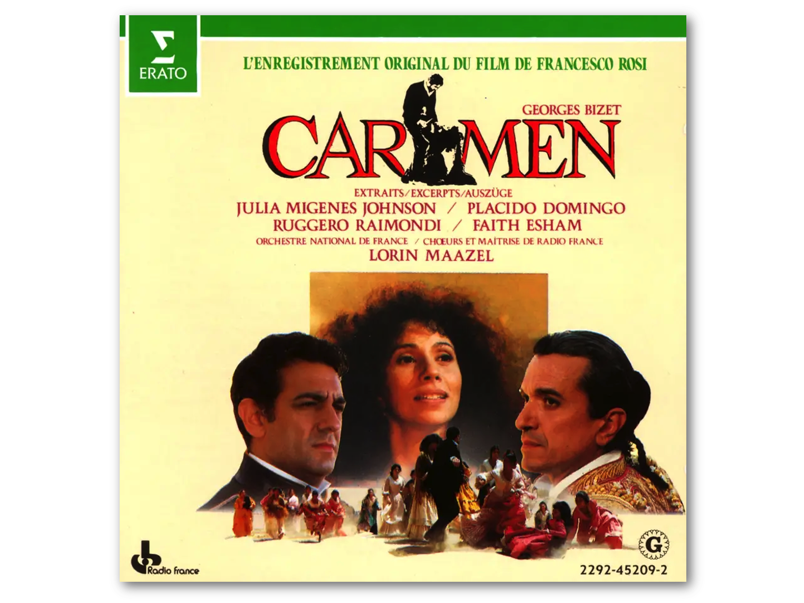 ERATO
L'ENREGISTREMENT ORIGINAL DU FILM DE FRANCESCO ROSI
GEORGES BIZET
CARMEN
EXTRAITS/EXCERPTS/AUSZÜGE
JULIA MIGENES JOHNSON / PLACIDO DOMINGO
RUGGERO RAIMONDI / FAITH ESHAM
ORCHESTRE NATIONAL DE FRANCE / CHŒURS ET MAÎTRISE DE RADIO FRANCE
LORIN MAAZEL
Radio france
G
2292-45209-2